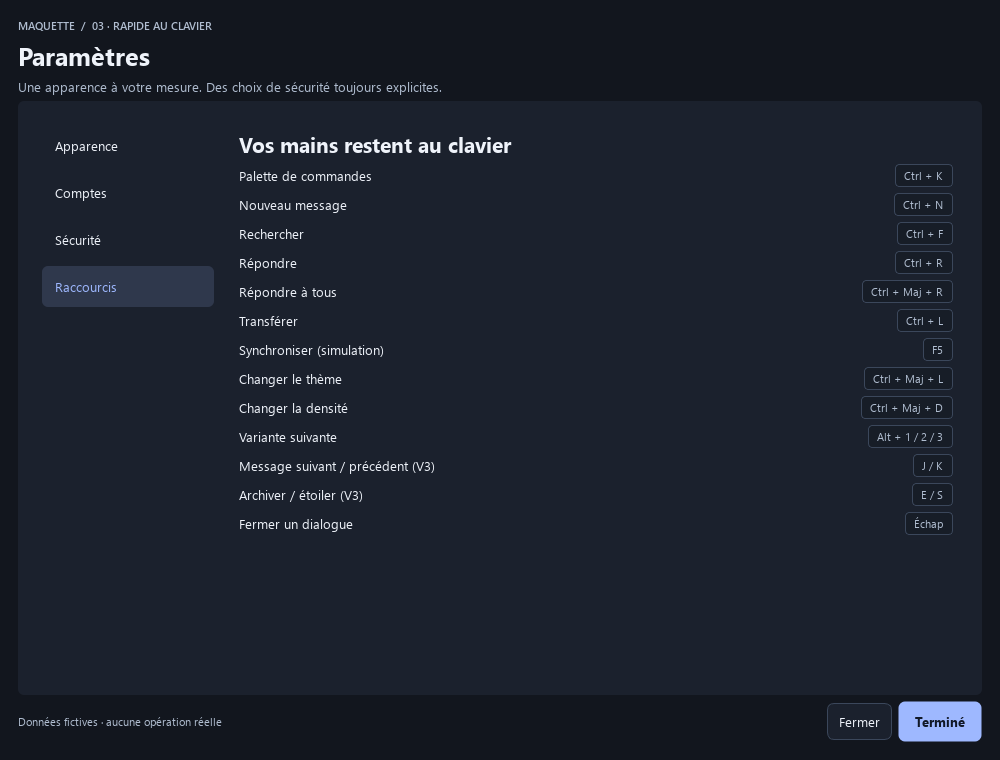 MAQUETTE / 03 · RAPIDE AU CLAVIER
Paramètres
Une apparence à votre mesure. Des choix de sécurité toujours explicites.
Apparence
Comptes
Sécurité
Raccourcis
Vos mains restent au clavier
Palette de commandes Ctrl + K
Nouveau message Ctrl + N
Rechercher Ctrl + F
Répondre Ctrl + R
Répondre à tous Ctrl + Maj + R
Transférer Ctrl + L
Synchroniser (simulation) F5
Changer le thème Ctrl + Maj + L
Changer la densité Ctrl + Maj + D
Variante suivante Alt + 1 / 2 / 3
Message suivant / précédent (V3) J / K
Archiver / étoiler (V3) E / S
Fermer un dialogue Échap
Données fictives · aucune opération réelle
Fermer
Terminé